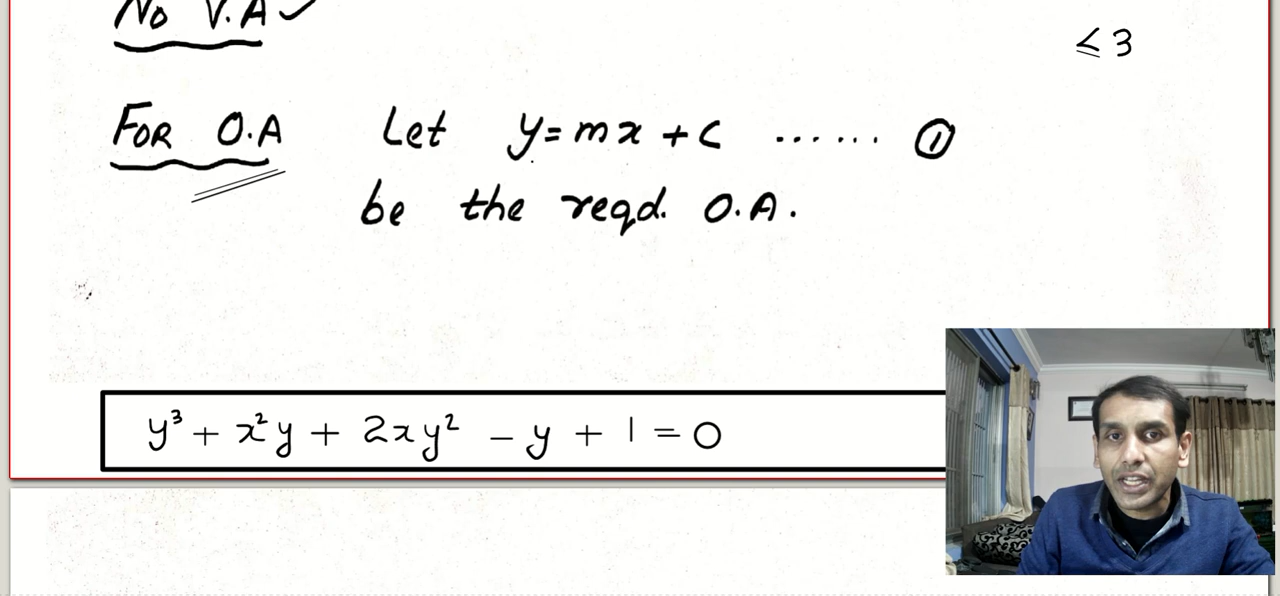 No V.A ✓
≤ 3
FOR O.A Let y = mx + c ...... ①
be the reqd. O.A.
y³ + x²y + 2xy² - y + 1 = 0